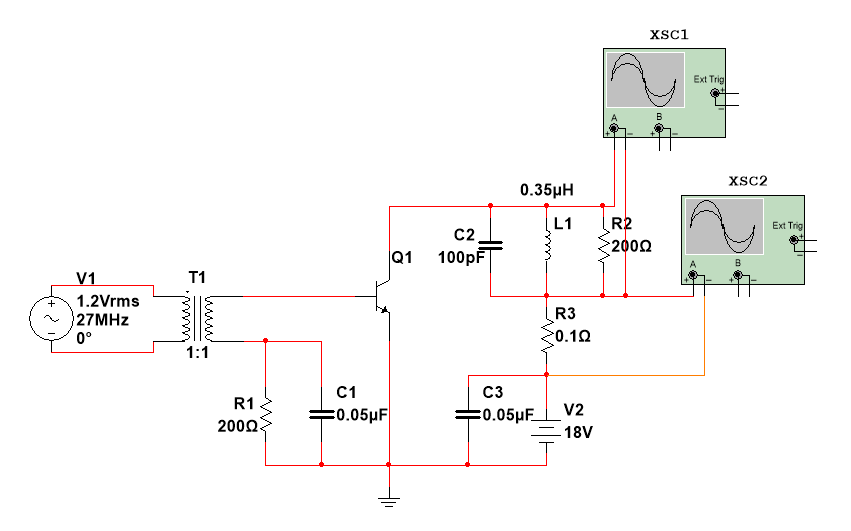 XSC1
Ext Trig
+
−
A
B
+ − + −
XSC2
Ext Trig
+
−
A
B
+ − + −
0.35µH
L1
R2
200Ω
C2
100pF
Q1
V1
1.2Vrms
27MHz
0°
T1
1:1
R3
0.1Ω
R1
200Ω
C1
0.05µF
C3
0.05µF
V2
18V